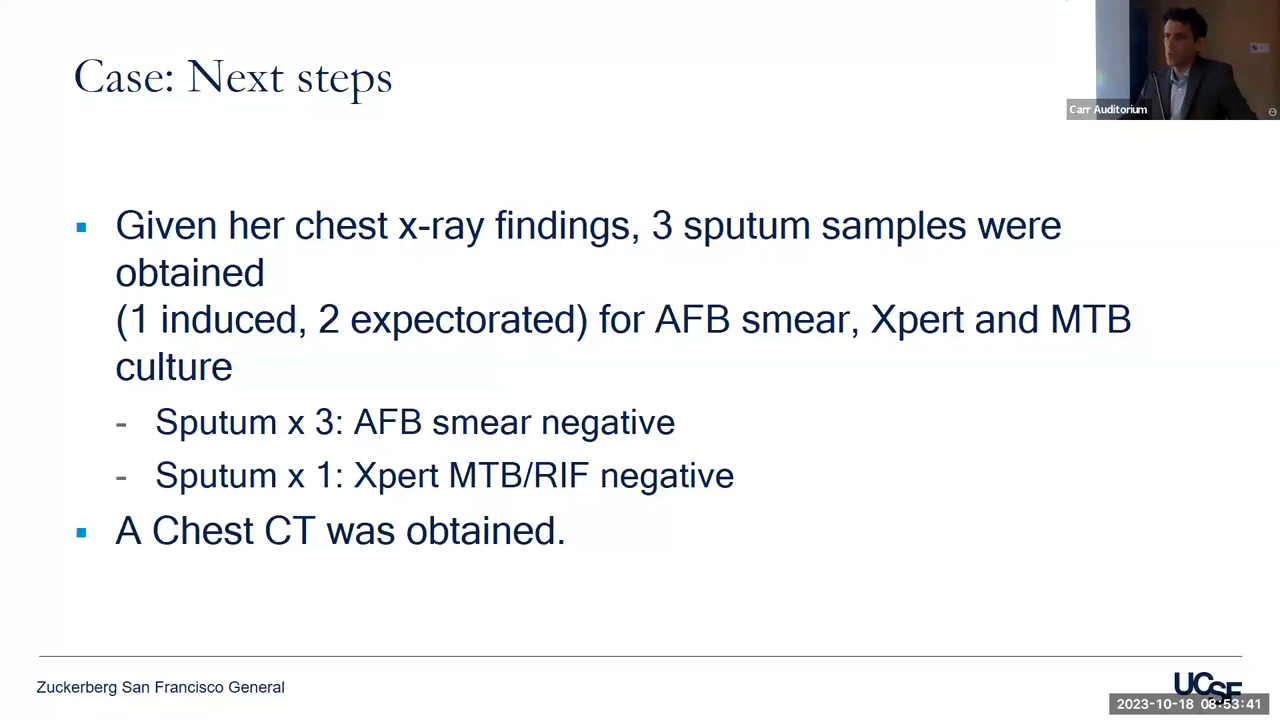 Case: Next steps
Carr Auditorium
▪ Given her chest x-ray findings, 3 sputum samples were
obtained
(1 induced, 2 expectorated) for AFB smear, Xpert and MTB
culture
- Sputum x 3: AFB smear negative
- Sputum x 1: Xpert MTB/RIF negative
▪ A Chest CT was obtained.
Zuckerberg San Francisco General
UCSF
2023-10-18 08:53:41